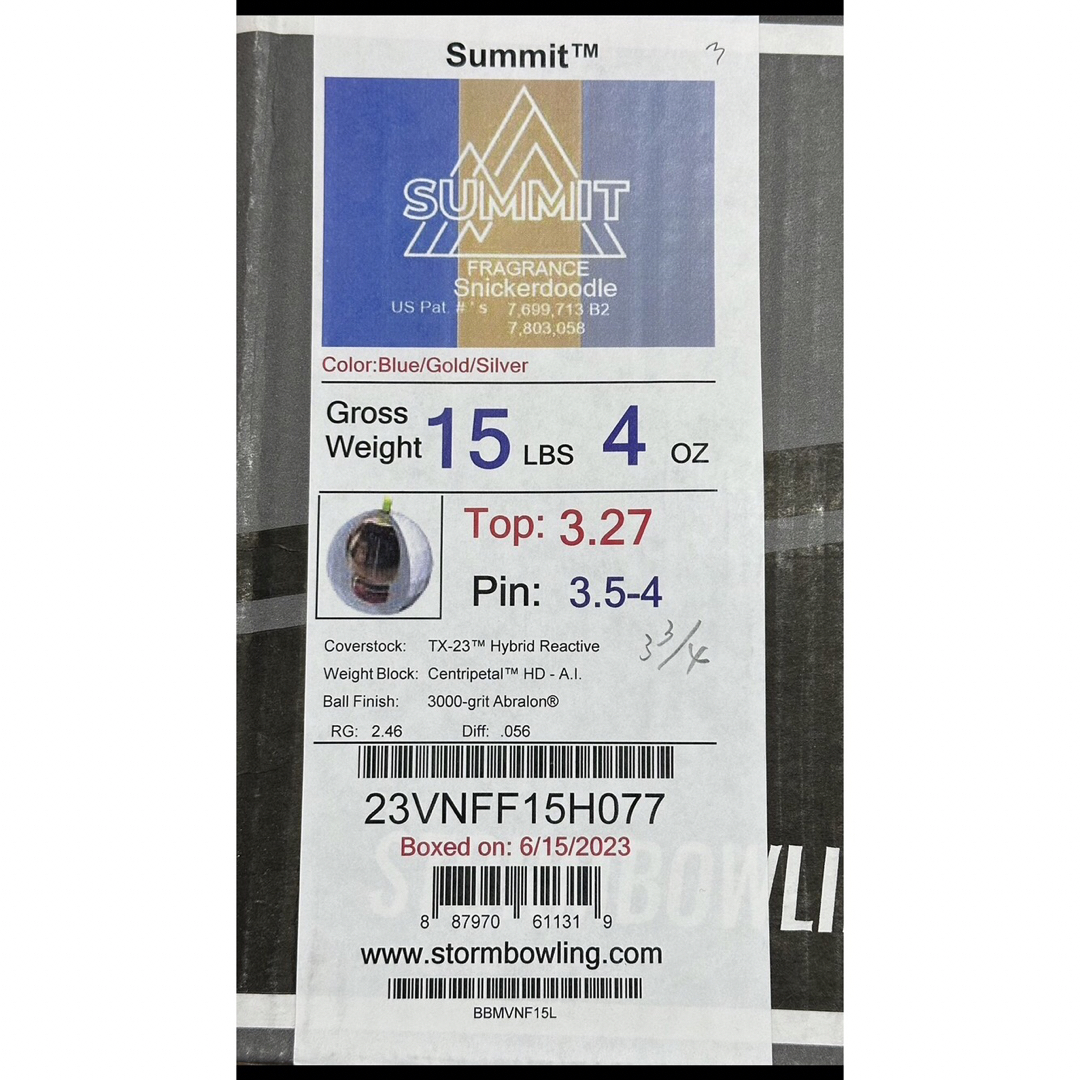 Summit™
3
SUMMIT
FRAGRANCE
Snickerdoodle
US Pat. #'s 7,699,713 B2
7,803,058
Color:Blue/Gold/Silver
Gross Weight 15 LBS 4 OZ
Top: 3.27
Pin: 3.5-4
3 3/4
Coverstock: TX-23™ Hybrid Reactive
Weight Block: Centripetal™ HD - A.I.
Ball Finish: 3000-grit Abralon®
RG: 2.46 Diff: .056
23VNFF15H077
Boxed on: 6/15/2023
STORMBOWLI
8 87970 61131 9
www.stormbowling.com
BBMVNF15L